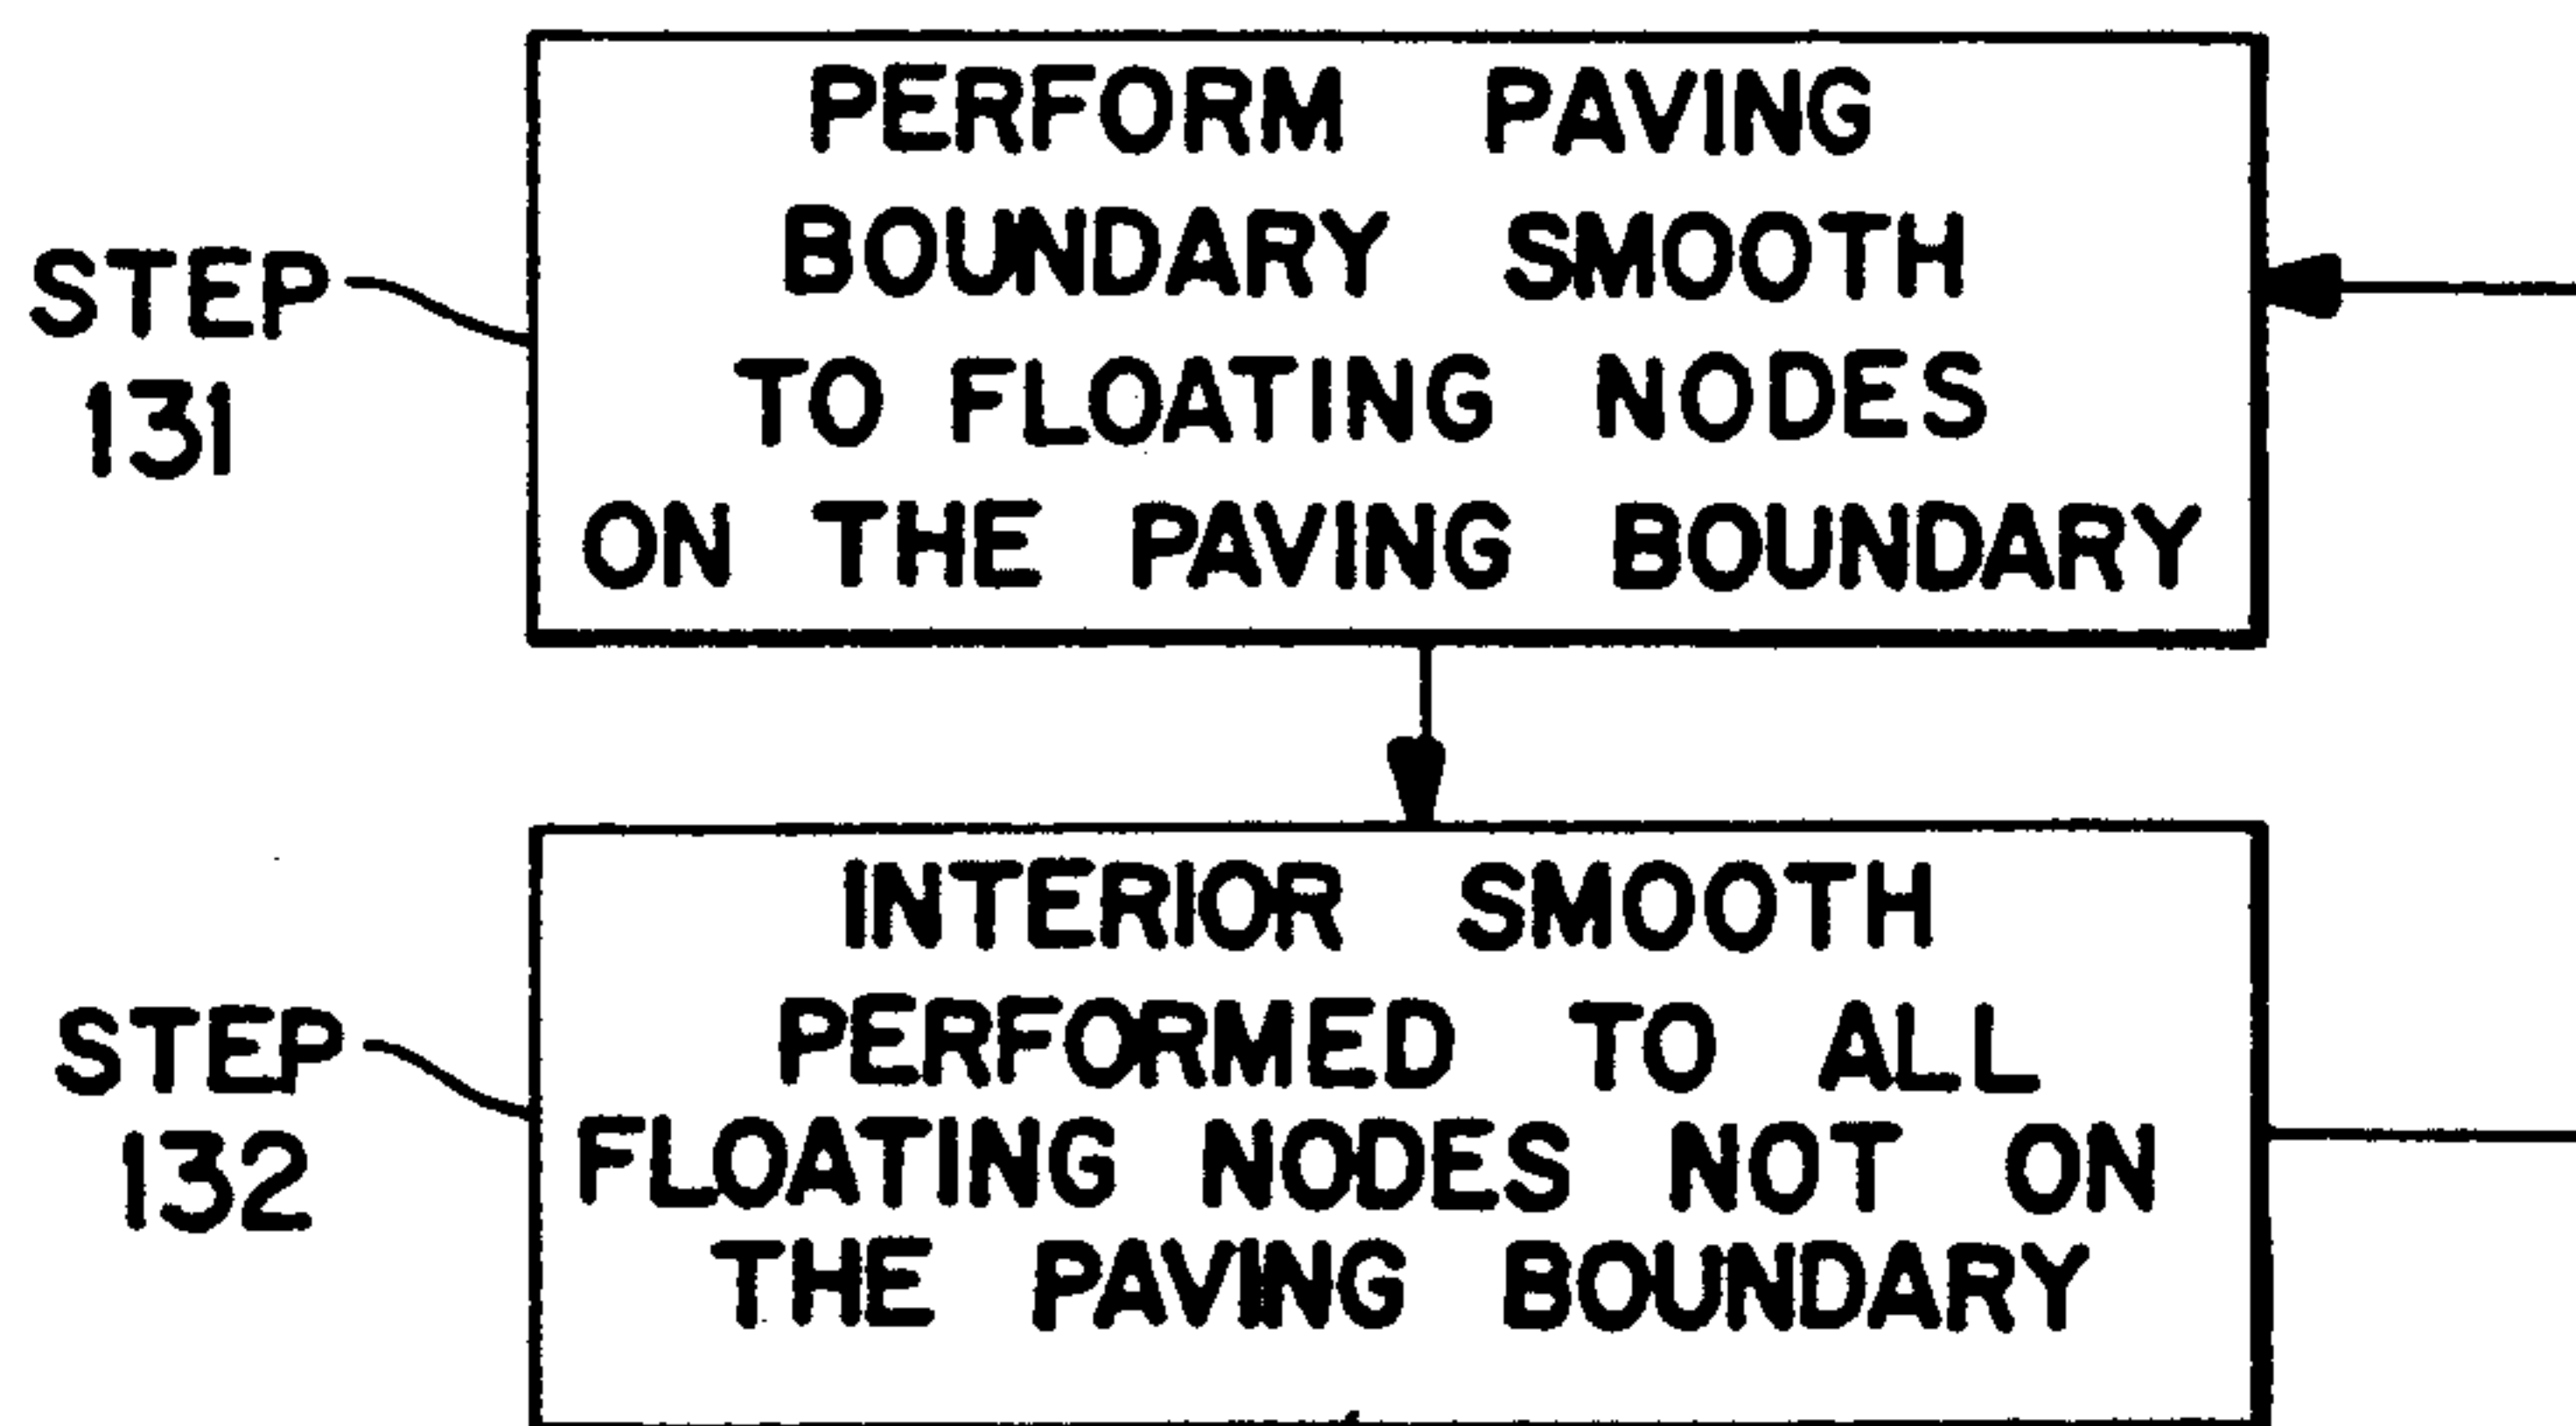 PERFORM PAVING
BOUNDARY SMOOTH
TO FLOATING NODES
ON THE PAVING BOUNDARY
STEP
131
INTERIOR SMOOTH
PERFORMED TO ALL
FLOATING NODES NOT ON
THE PAVING BOUNDARY
STEP
132